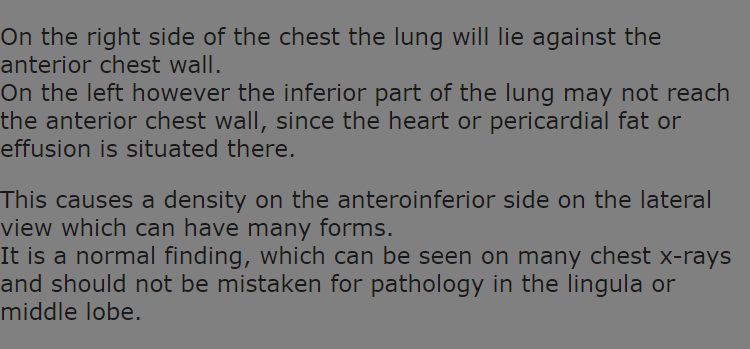 On the right side of the chest the lung will lie against the
anterior chest wall.
On the left however the inferior part of the lung may not reach
the anterior chest wall, since the heart or pericardial fat or
effusion is situated there.
This causes a density on the anteroinferior side on the lateral
view which can have many forms.
It is a normal finding, which can be seen on many chest x-rays
and should not be mistaken for pathology in the lingula or
middle lobe.